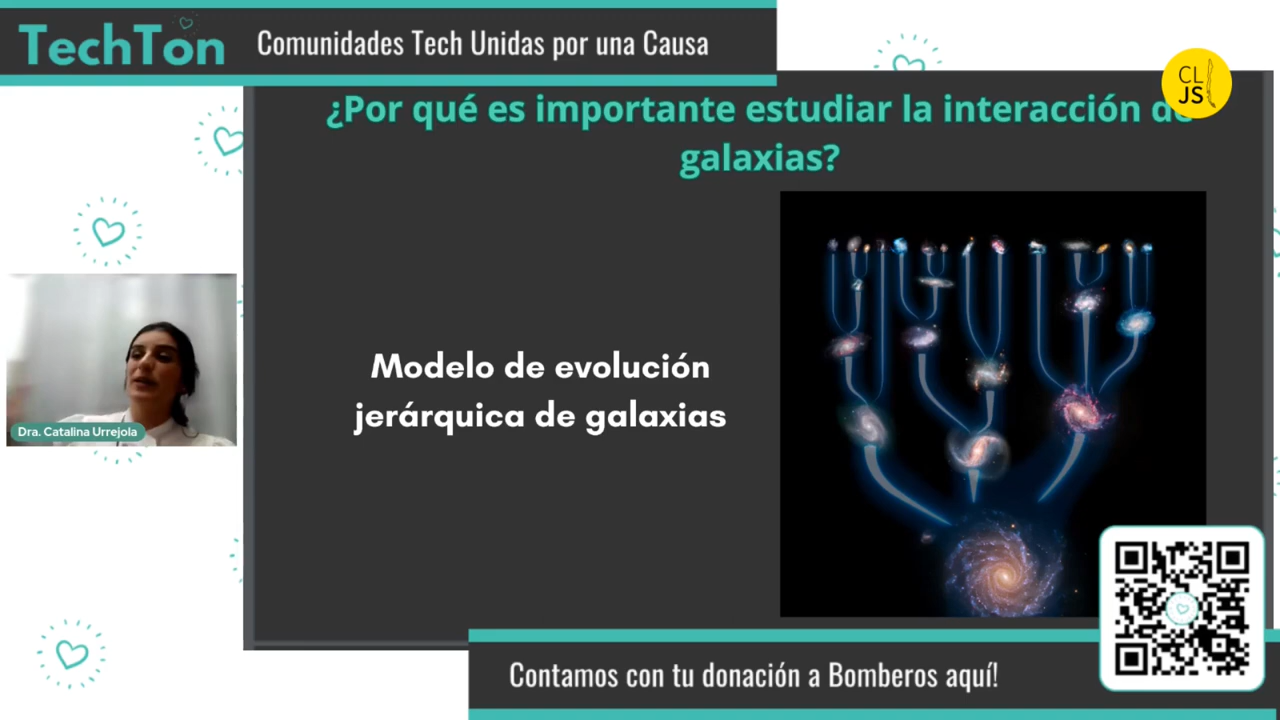 TechTon
Comunidades Tech Unidas por una Causa
CL
JS
¿Por qué es importante estudiar la interacción de
galaxias?
Modelo de evolución
jerárquica de galaxias
Dra. Catalina Urrejola
Contamos con tu donación a Bomberos aquí!